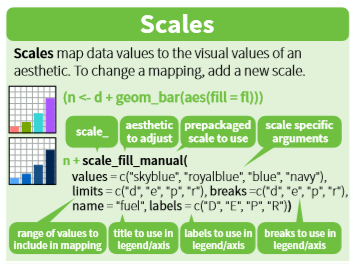 Scales
Scales map data values to the visual values of an
aesthetic. To change a mapping, add a new scale.
(n <- d + geom_bar(aes(fill = fl)))
scale_
aesthetic
to adjust
prepackaged
scale to use
scale specific
arguments
n + scale_fill_manual(
values = c("skyblue", "royalblue", "blue", "navy"),
limits = c("d", "e", "p", "r"), breaks =c("d", "e", "p", "r"),
name = "fuel", labels = c("D", "E", "P", "R"))
range of values to
include in mapping
title to use in
legend/axis
labels to use in
legend/axis
breaks to use in
legend/axis